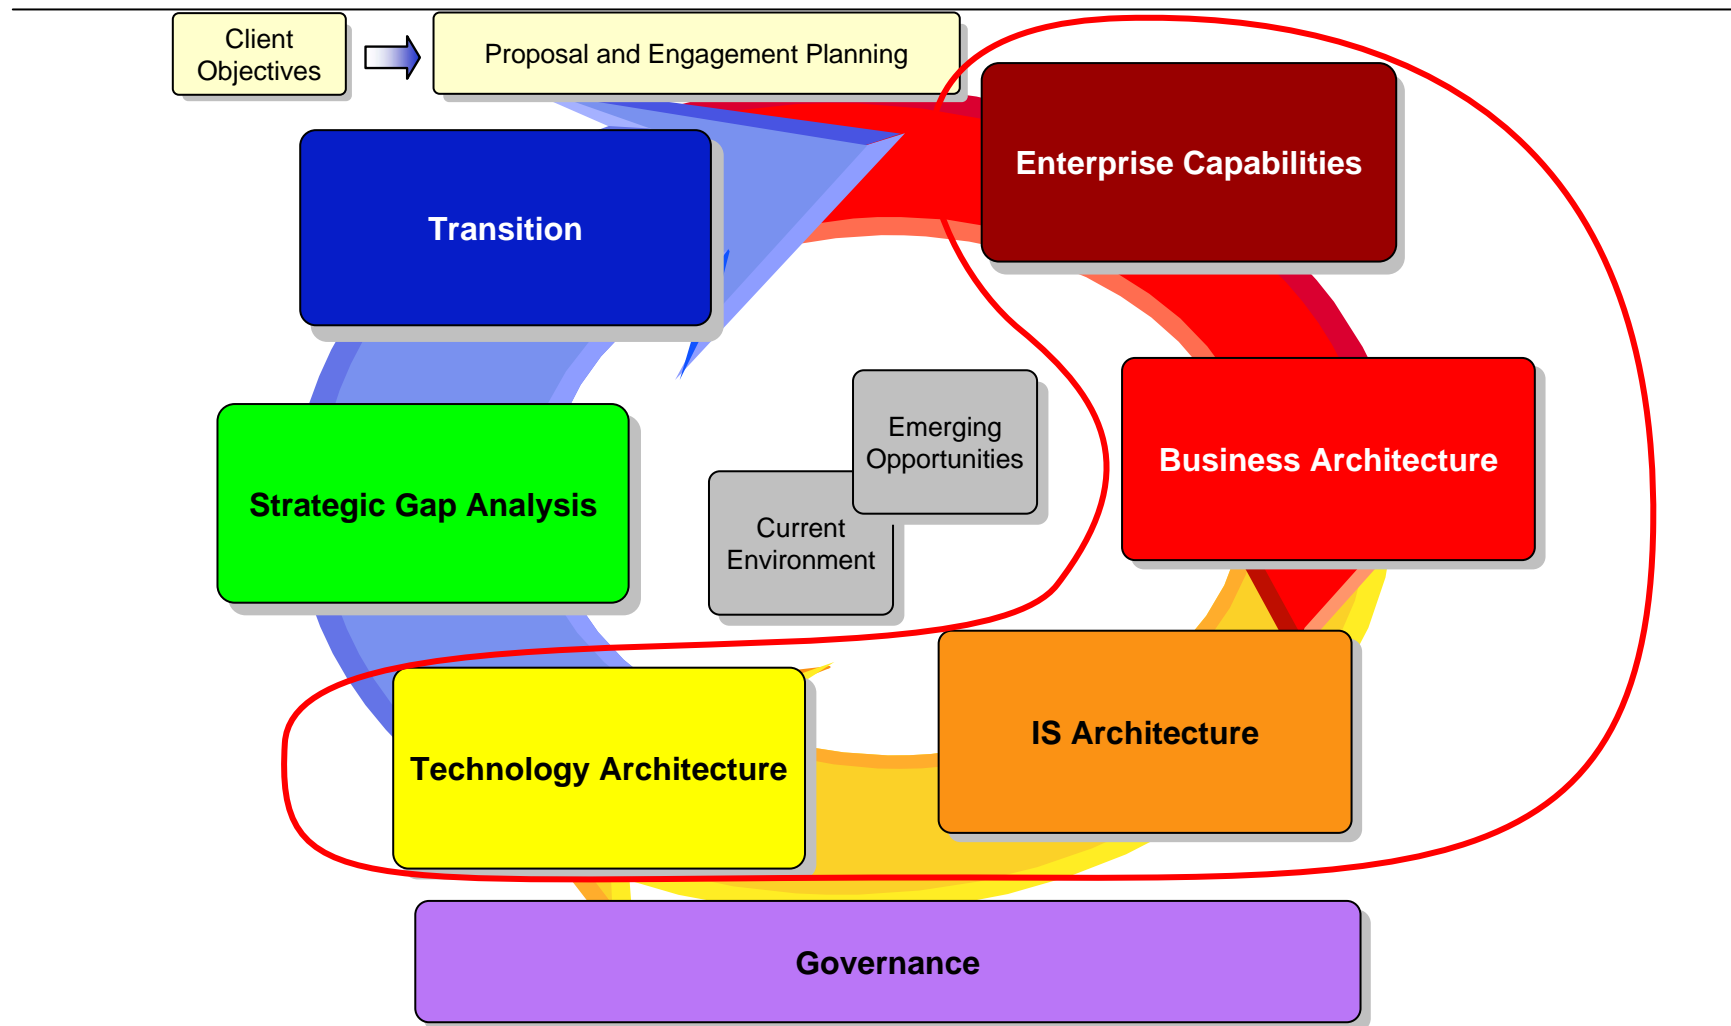 Client
Objectives
Proposal and Engagement Planning
Enterprise Capabilities
Transition
Emerging
Opportunities
Business Architecture
Strategic Gap Analysis
Current
Environment
IS Architecture
Technology Architecture
Governance